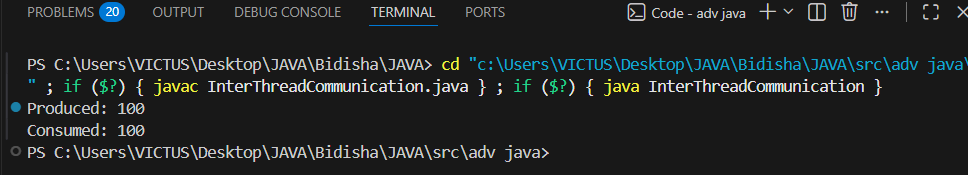 PROBLEMS 20 OUTPUT DEBUG CONSOLE TERMINAL PORTS Code - adv java
PS C:\Users\VICTUS\Desktop\JAVA\Bidisha\JAVA> cd "c:\Users\VICTUS\Desktop\JAVA\Bidisha\JAVA\src\adv java\
" ; if ($?) { javac InterThreadCommunication.java } ; if ($?) { java InterThreadCommunication }
Produced: 100
Consumed: 100
PS C:\Users\VICTUS\Desktop\JAVA\Bidisha\JAVA\src\adv java>